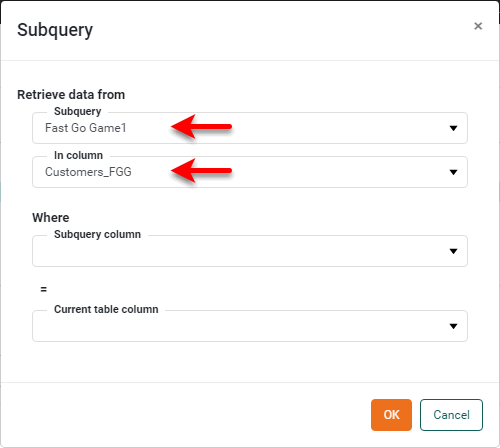 Subquery
×
Retrieve data from
Subquery
Fast Go Game1
In column
Customers_FGG
Where
Subquery column
=
Current table column
OK
Cancel